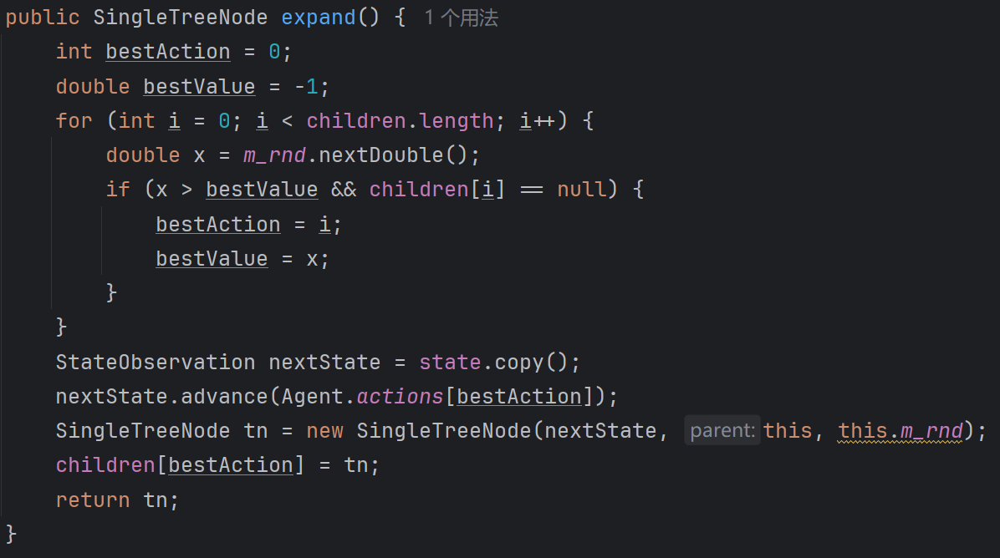 public SingleTreeNode expand() { 1 个用法
    int bestAction = 0;
    double bestValue = -1;
    for (int i = 0; i < children.length; i++) {
        double x = m_rnd.nextDouble();
        if (x > bestValue && children[i] == null) {
            bestAction = i;
            bestValue = x;
        }
    }
    StateObservation nextState = state.copy();
    nextState.advance(Agent.actions[bestAction]);
    SingleTreeNode tn = new SingleTreeNode(nextState, parent: this, this.m_rnd);
    children[bestAction] = tn;
    return tn;
}